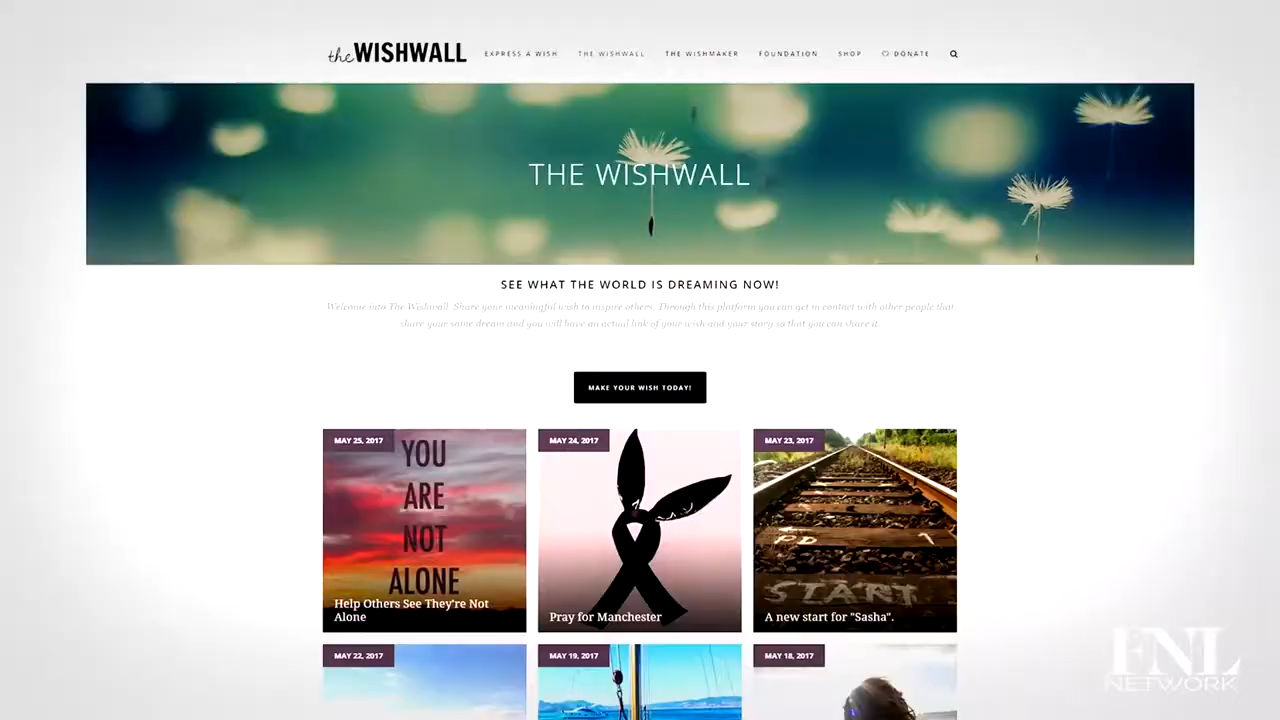 the WISHWALL
EXPRESS A WISH THE WISHWALL THE WISHMAKER FOUNDATION SHOP DONATE
THE WISHWALL
SEE WHAT THE WORLD IS DREAMING NOW!
Welcome into The Wishwall. Share your meaningful wish to inspire others. Through this platform you can get in contact with other people that
share your same dream and you will have an actual link of your wish and your story so that you can share it.
MAKE YOUR WISH TODAY!
MAY 25, 2017
YOU
ARE
NOT
ALONE
Help Others See They're Not
Alone
MAY 24, 2017
Pray for Manchester
MAY 23, 2017
START
A new start for "Sasha".
MAY 22, 2017
MAY 19, 2017
MAY 18, 2017
FNL
NETWORK